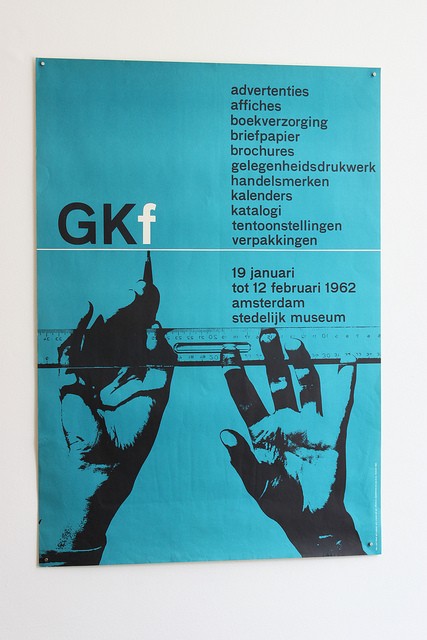 GKf
advertenties
affiches
boekverzorging
briefpapier
brochures
gelegenheidsdrukwerk
handelsmerken
kalenders
katalogi
tentoonstellingen
verpakkingen
19 januari
tot 12 februari 1962
amsterdam
stedelijk museum